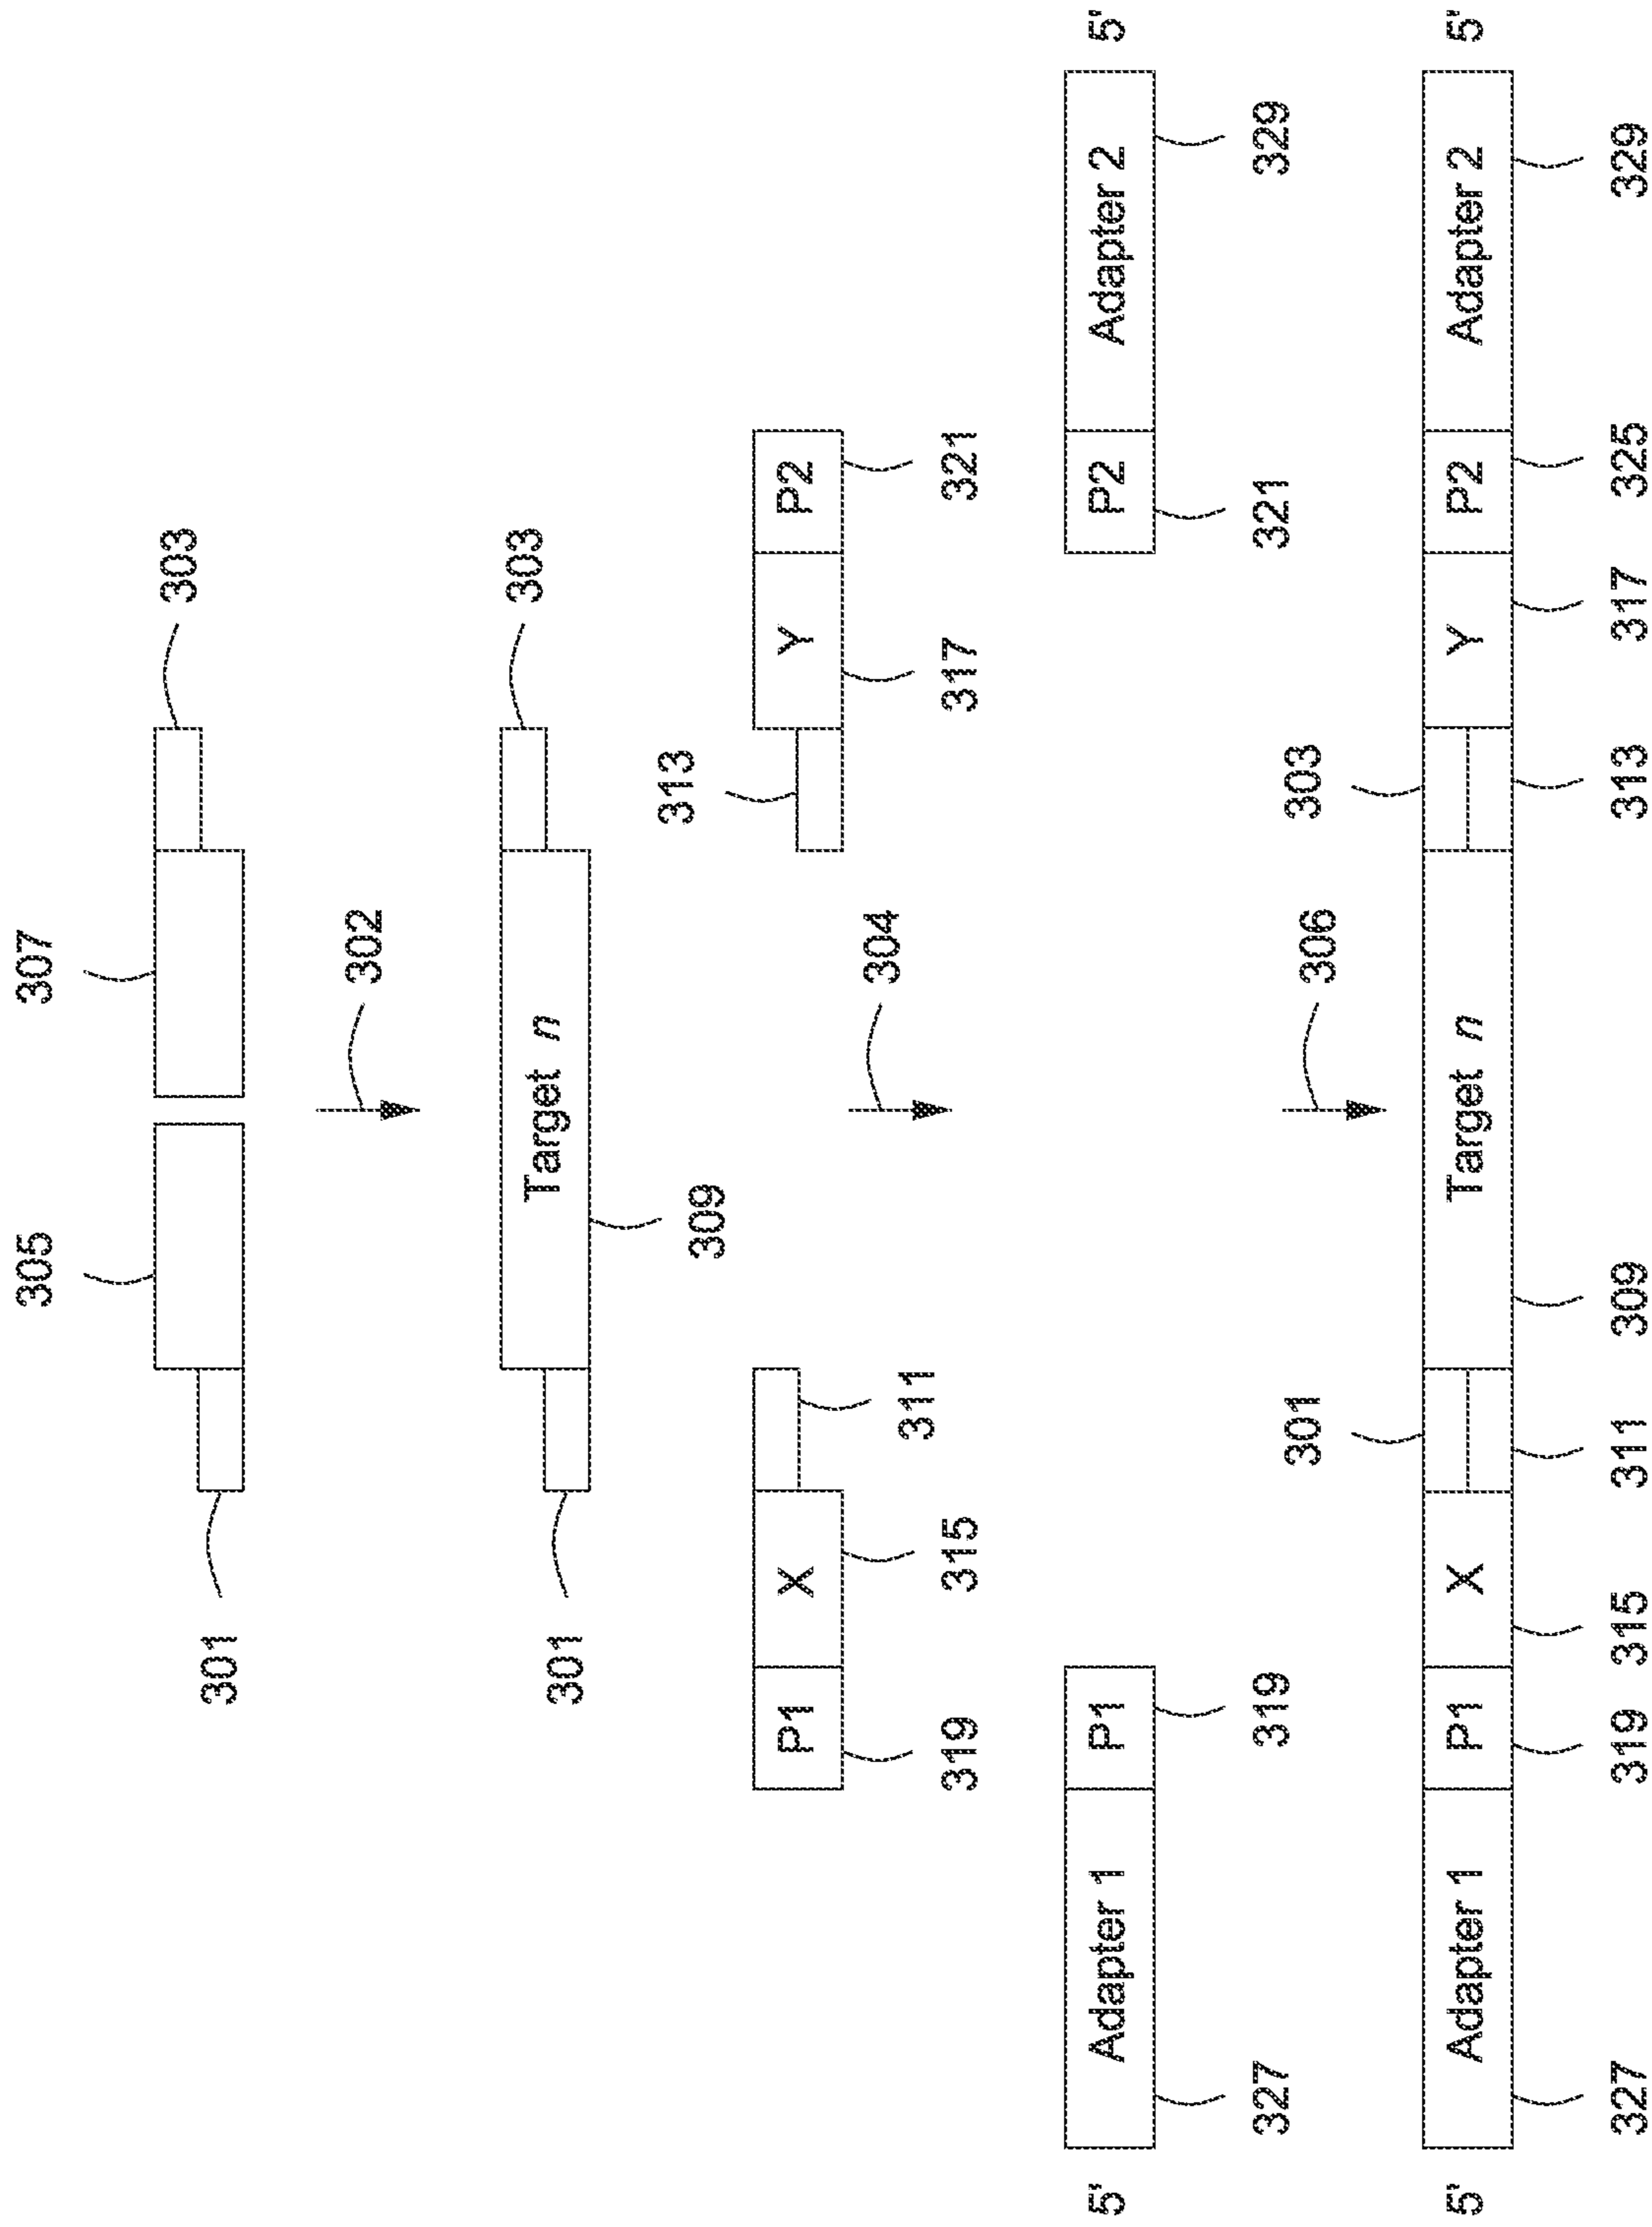 305 307
301 303
302
301 Target n 303
309
313
P1 X Y P2
304
311
319 315 317 321
5' Adapter 1 P1 P2 Adapter 2 5'
327 319 321 329
301 306 303
5' Adapter 1 P1 X Target n Y P2 Adapter 2 5'
327 319 315 311 309 313 317 325 329